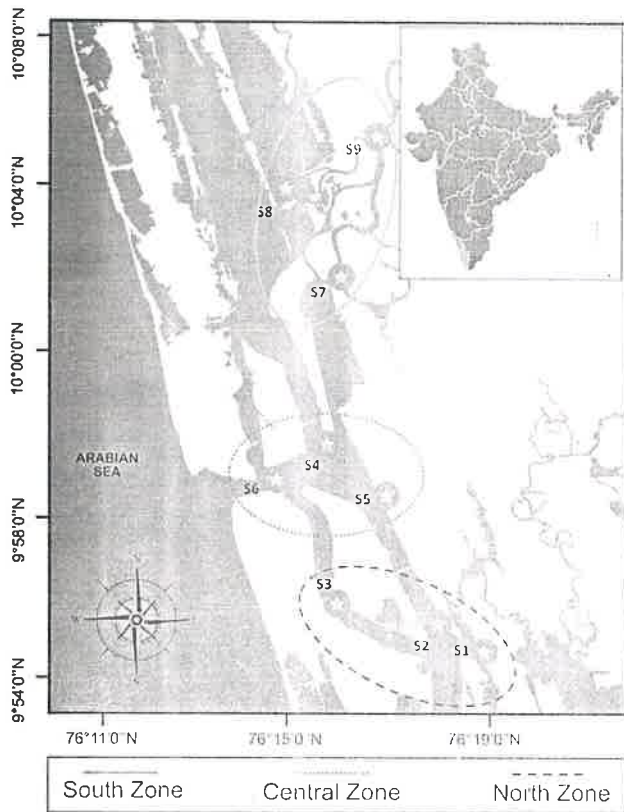 10°08'0"N
S9
10°04'0"N
S8
S7
10°00'0"N
ARABIAN
SEA
S4
S6
S5
9°58'0"N
S3
S2
S1
9°54'0"N
76°11'0"N
76°15'0"N
76°19'0"N
South Zone
Central Zone
North Zone